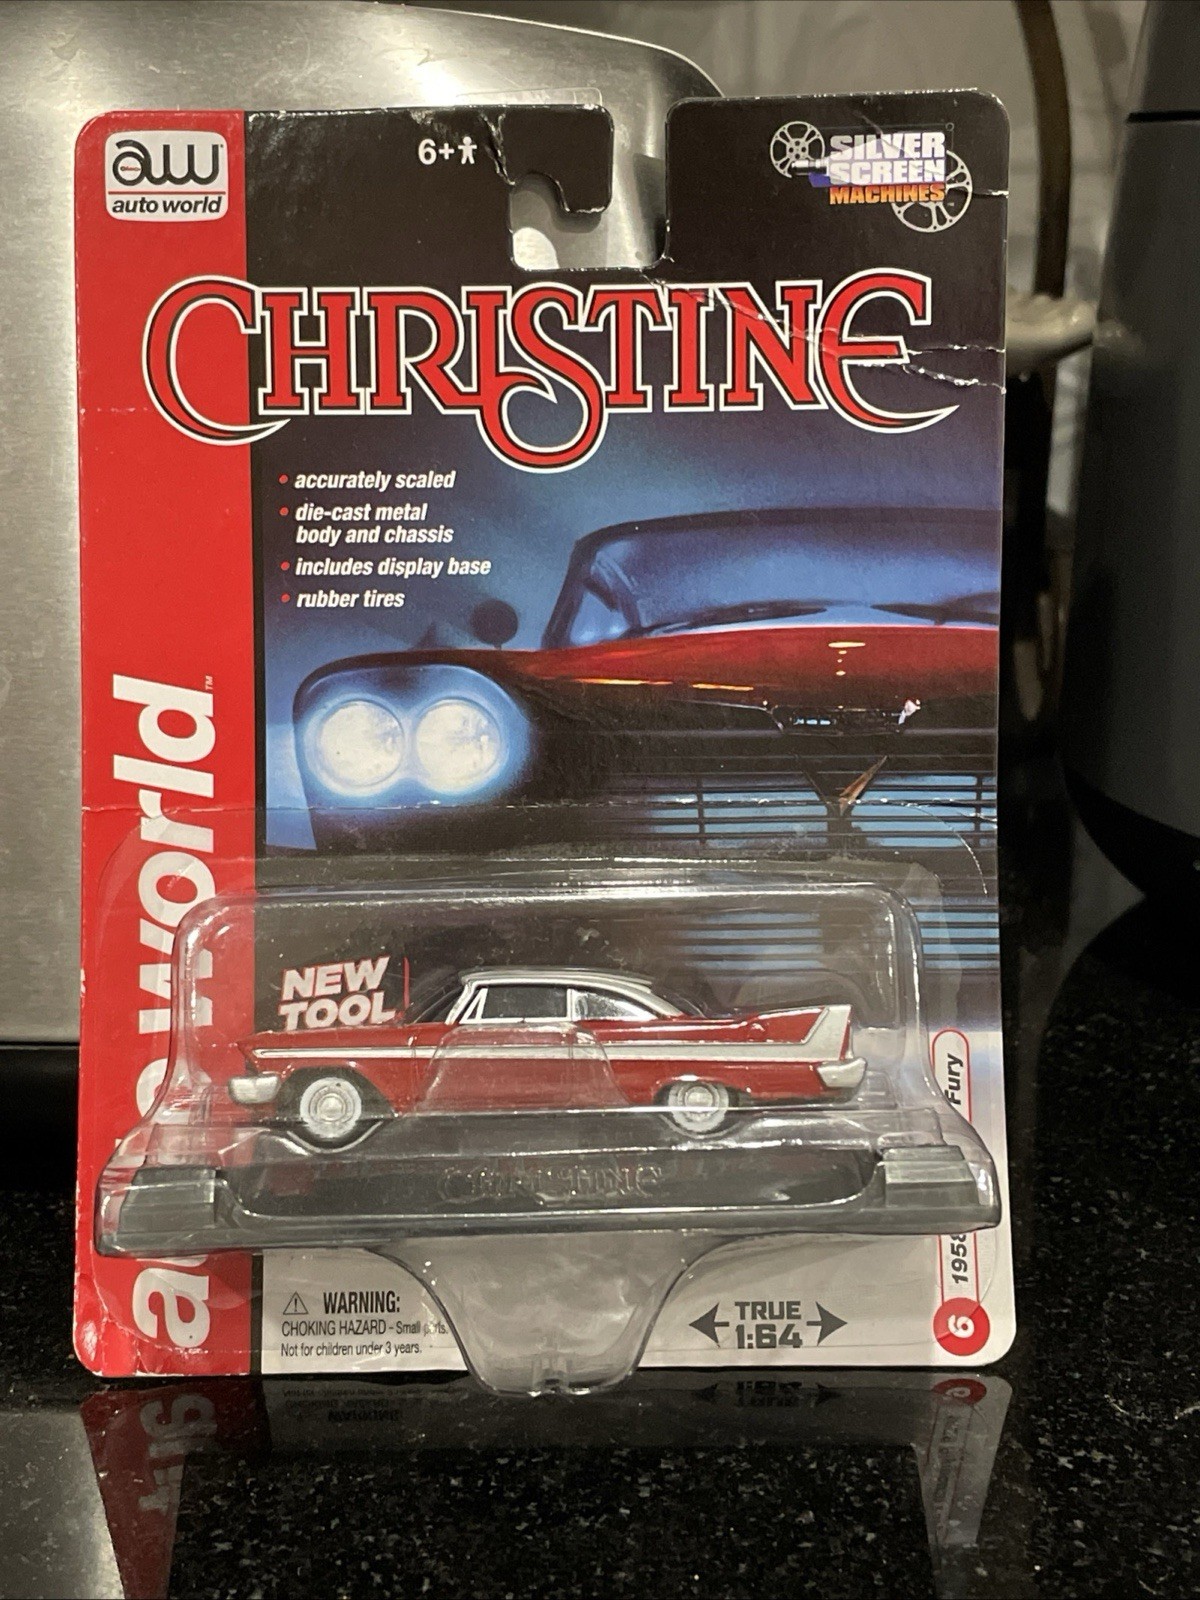 aw
auto world
6+
SILVER
SCREEN
MACHINES
CHRISTINE
• accurately scaled
• die-cast metal
body and chassis
• includes display base
• rubber tires
world™
NEW
TOOL
CHRISTINE
Fury
1958
6
WARNING:
CHOKING HAZARD - Small parts.
Not for children under 3 years.
TRUE
1:64